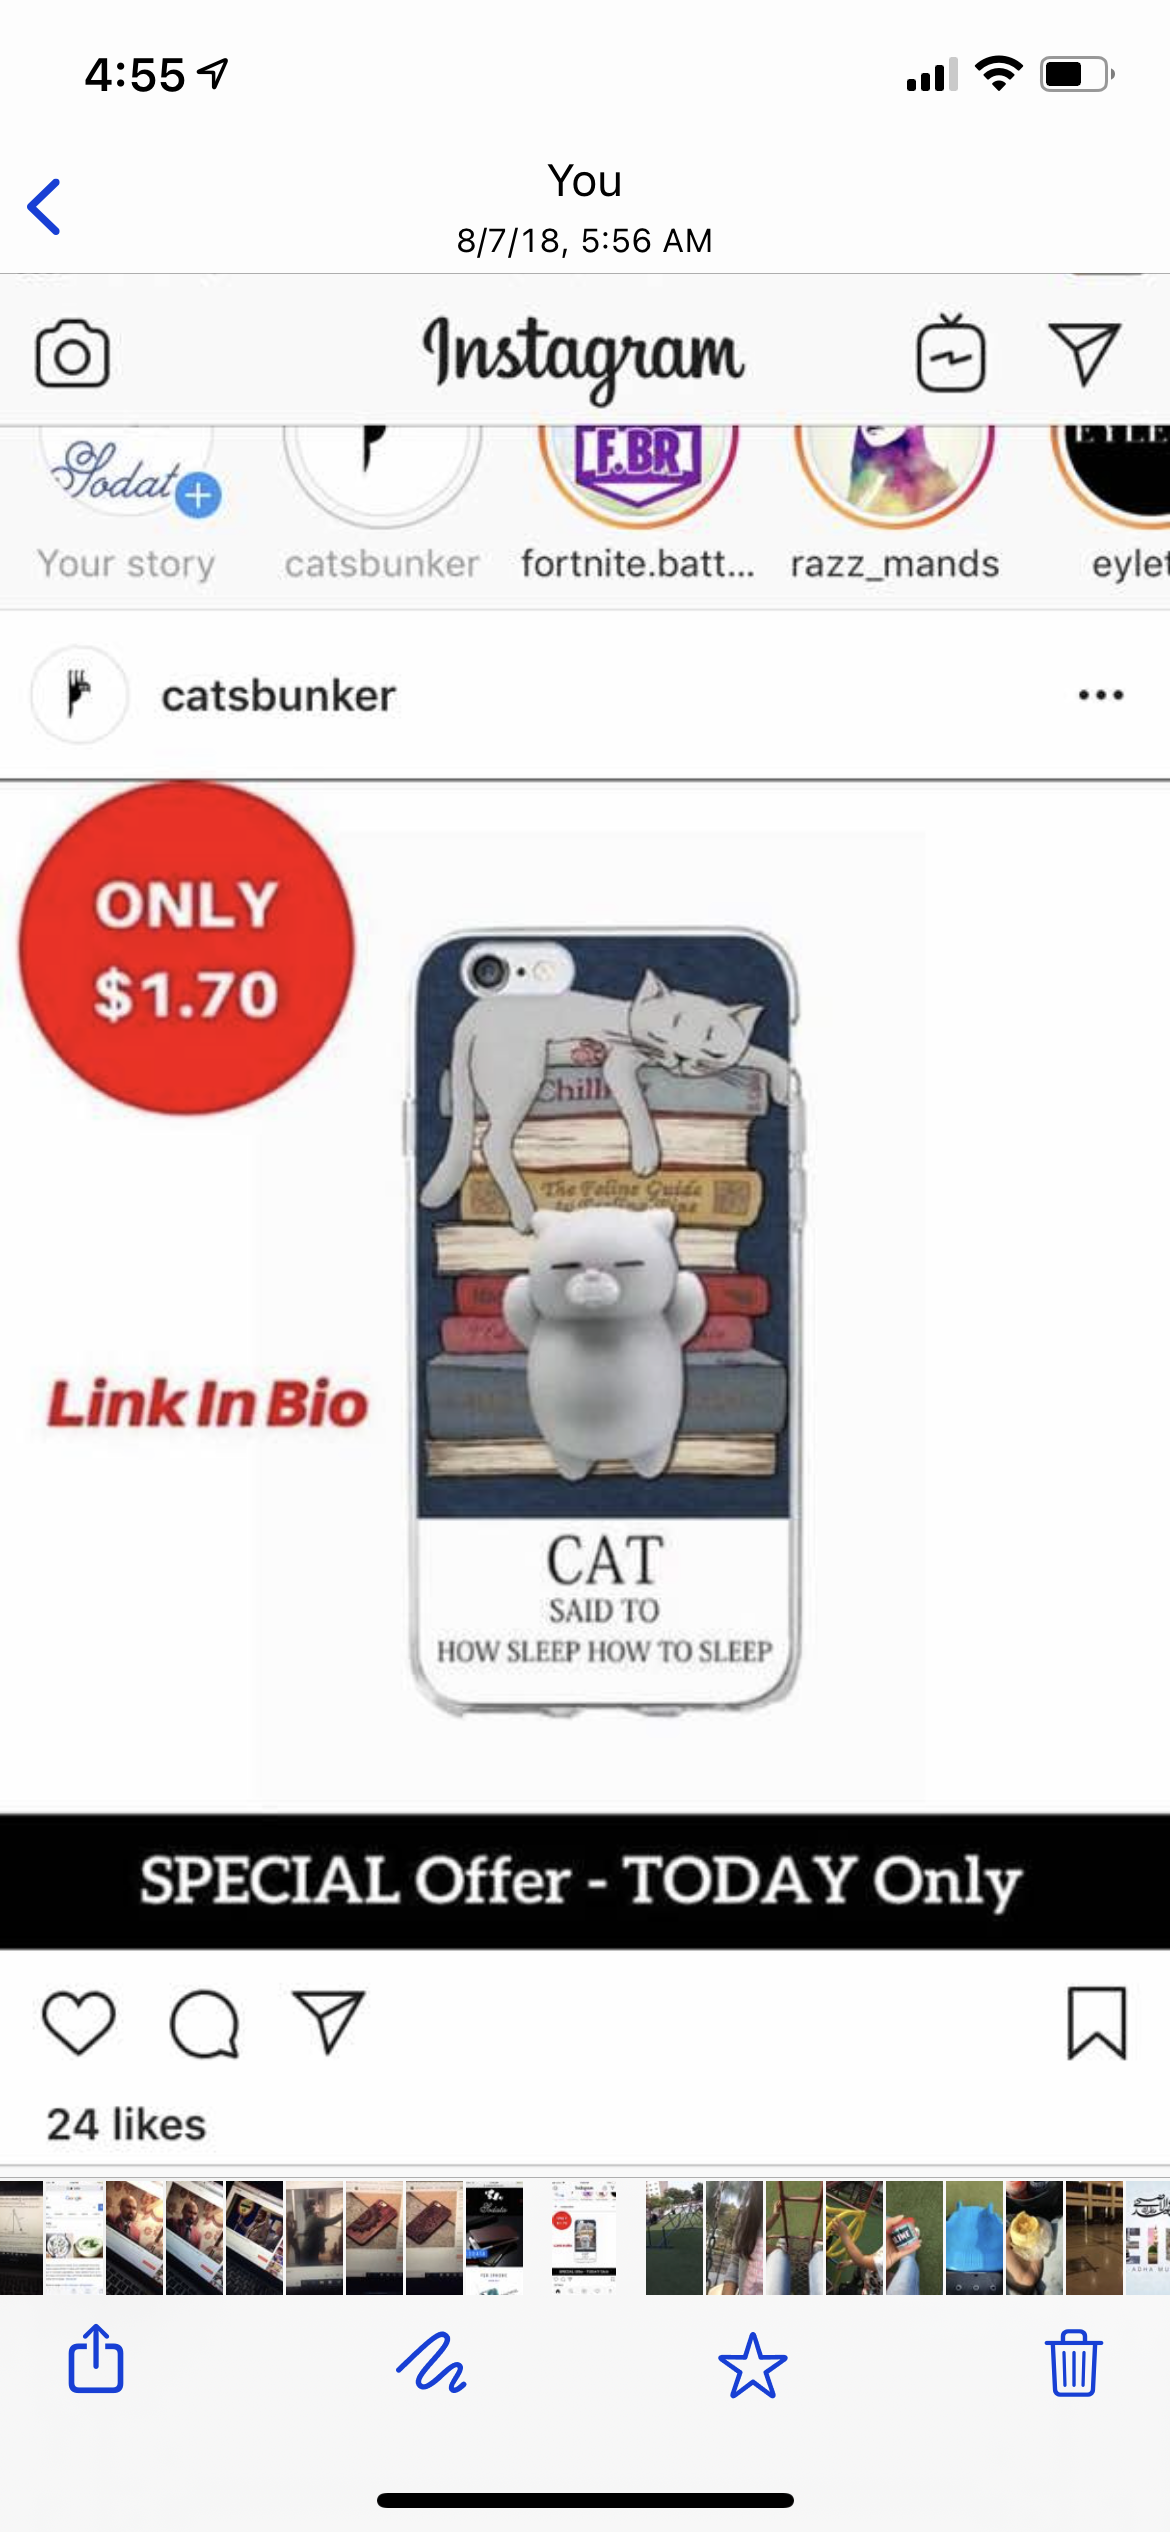 4:55
You
8/7/18, 5:56 AM
Instagram
Sodat
F.BR
EYLE
Your story
catsbunker
fortnite.batt...
razz_mands
eylet
catsbunker
ONLY
$1.70
The Feline Guide
Link In Bio
CAT
SAID TO
HOW SLEEP HOW TO SLEEP
SPECIAL Offer - TODAY Only
24 likes